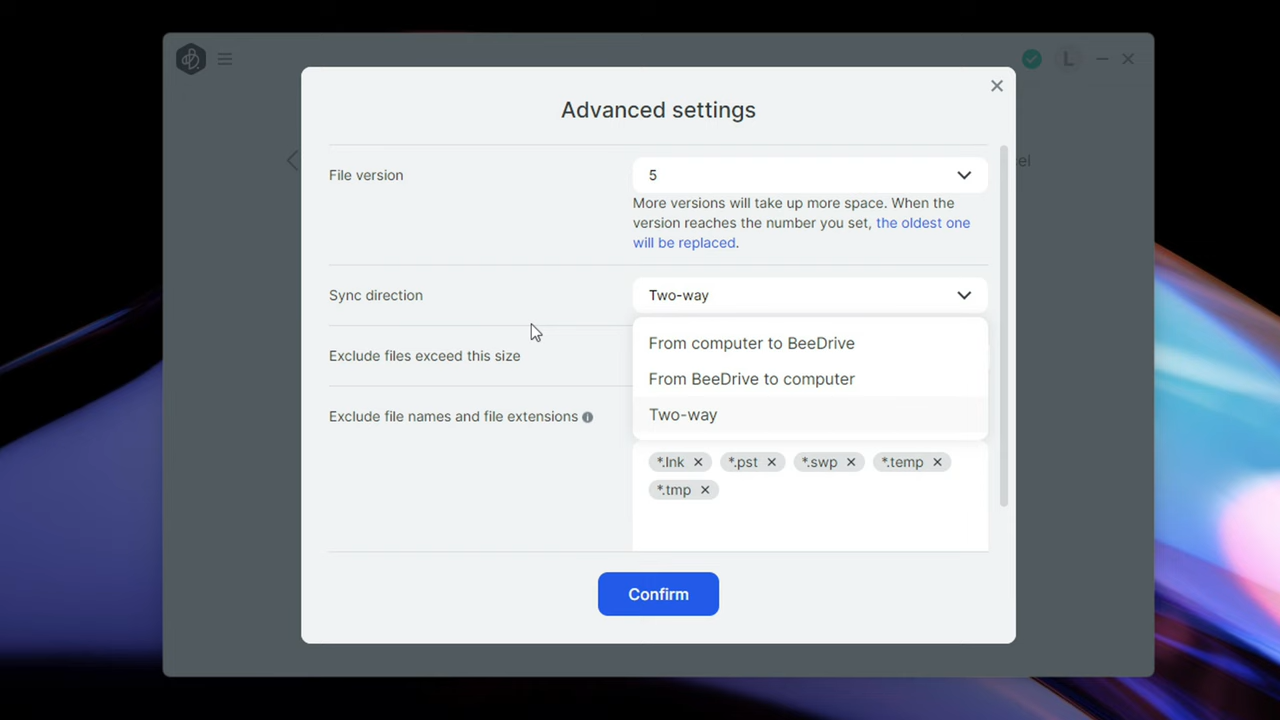 L
Advanced settings
el
File version
5
More versions will take up more space. When the
version reaches the number you set, the oldest one
will be replaced.
Sync direction
Two-way
From computer to BeeDrive
From BeeDrive to computer
Two-way
Exclude files exceed this size
Exclude file names and file extensions
*.lnk *.pst *.swp *.temp
*.tmp
Confirm